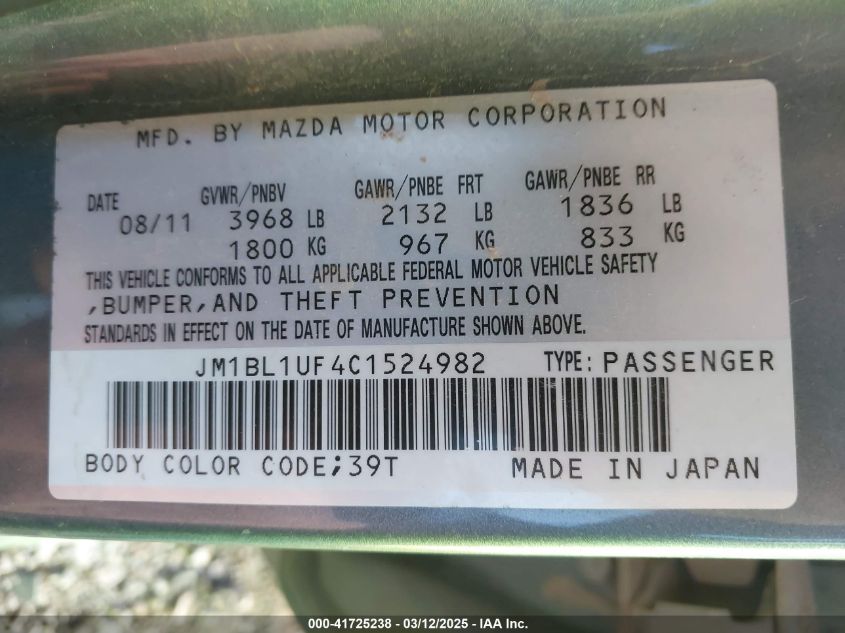 MFD. BY MAZDA MOTOR CORPORATION
DATE GVWR/PNBV GAWR/PNBE FRT GAWR/PNBE RR
08/11 3968 LB 2132 LB 1836 LB
1800 KG 967 KG 833 KG
THIS VEHICLE CONFORMS TO ALL APPLICABLE FEDERAL MOTOR VEHICLE SAFETY
,BUMPER,AND THEFT PREVENTION
STANDARDS IN EFFECT ON THE DATE OF MANUFACTURE SHOWN ABOVE.
JM1BL1UF4C1524982 TYPE: PASSENGER
BODY COLOR CODE;39T MADE IN JAPAN
000-41725238 - 03/12/2025 - IAA Inc.